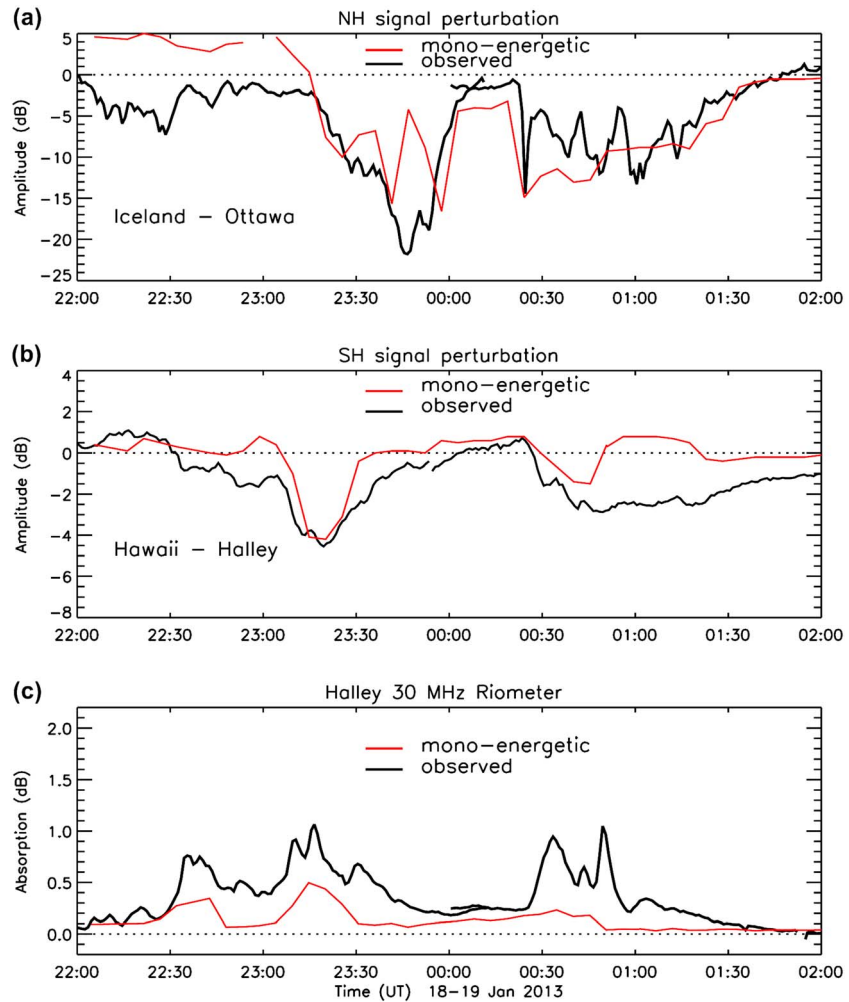 (a)
NH signal perturbation
5
0
−5
−10
−15
−20
−25
Amplitude (dB)
mono−energetic
observed
Iceland − Ottawa
22:00 22:30 23:00 23:30 00:00 00:30 01:00 01:30 02:00
(b)
SH signal perturbation
4
2
0
−2
−4
−6
−8
Amplitude (dB)
mono−energetic
observed
Hawaii − Halley
22:00 22:30 23:00 23:30 00:00 00:30 01:00 01:30 02:00
(c)
Halley 30 MHz Riometer
2.0
1.5
1.0
0.5
0.0
Absorption (dB)
mono−energetic
observed
22:00 22:30 23:00 23:30 00:00 00:30 01:00 01:30 02:00
Time (UT) 18−19 Jan 2013